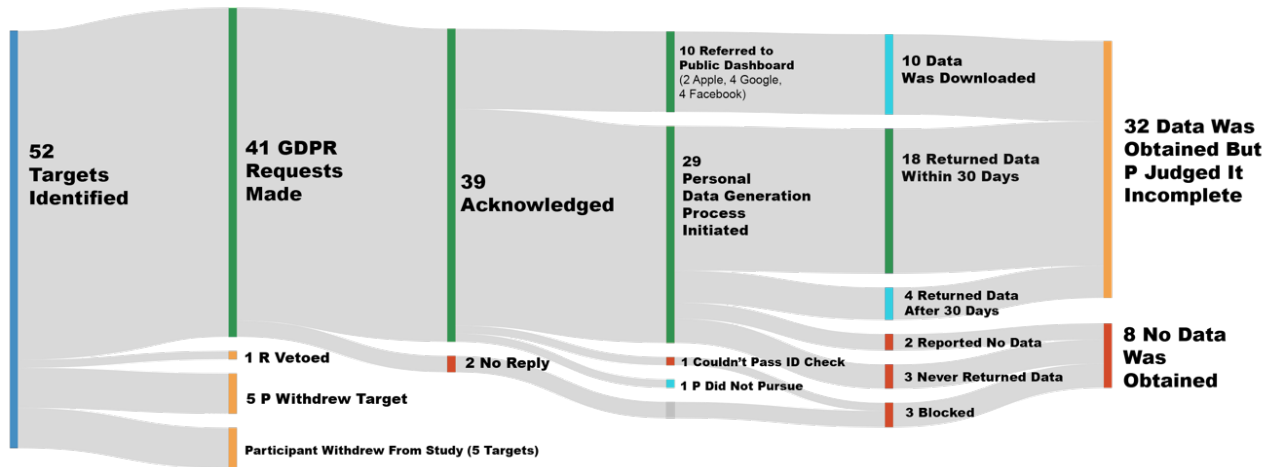 52
Targets
Identified
41 GDPR
Requests
Made
1 R Vetoed
5 P Withdrew Target
Participant Withdrew From Study (5 Targets)
39
Acknowledged
2 No Reply
10 Referred to
Public Dashboard
(2 Apple, 4 Google,
4 Facebook)
29
Personal
Data Generation
Process
Initiated
1 Couldn't Pass ID Check
1 P Did Not Pursue
10 Data
Was Downloaded
18 Returned Data
Within 30 Days
4 Returned Data
After 30 Days
2 Reported No Data
3 Never Returned Data
3 Blocked
32 Data Was
Obtained But
P Judged It
Incomplete
8 No Data
Was
Obtained